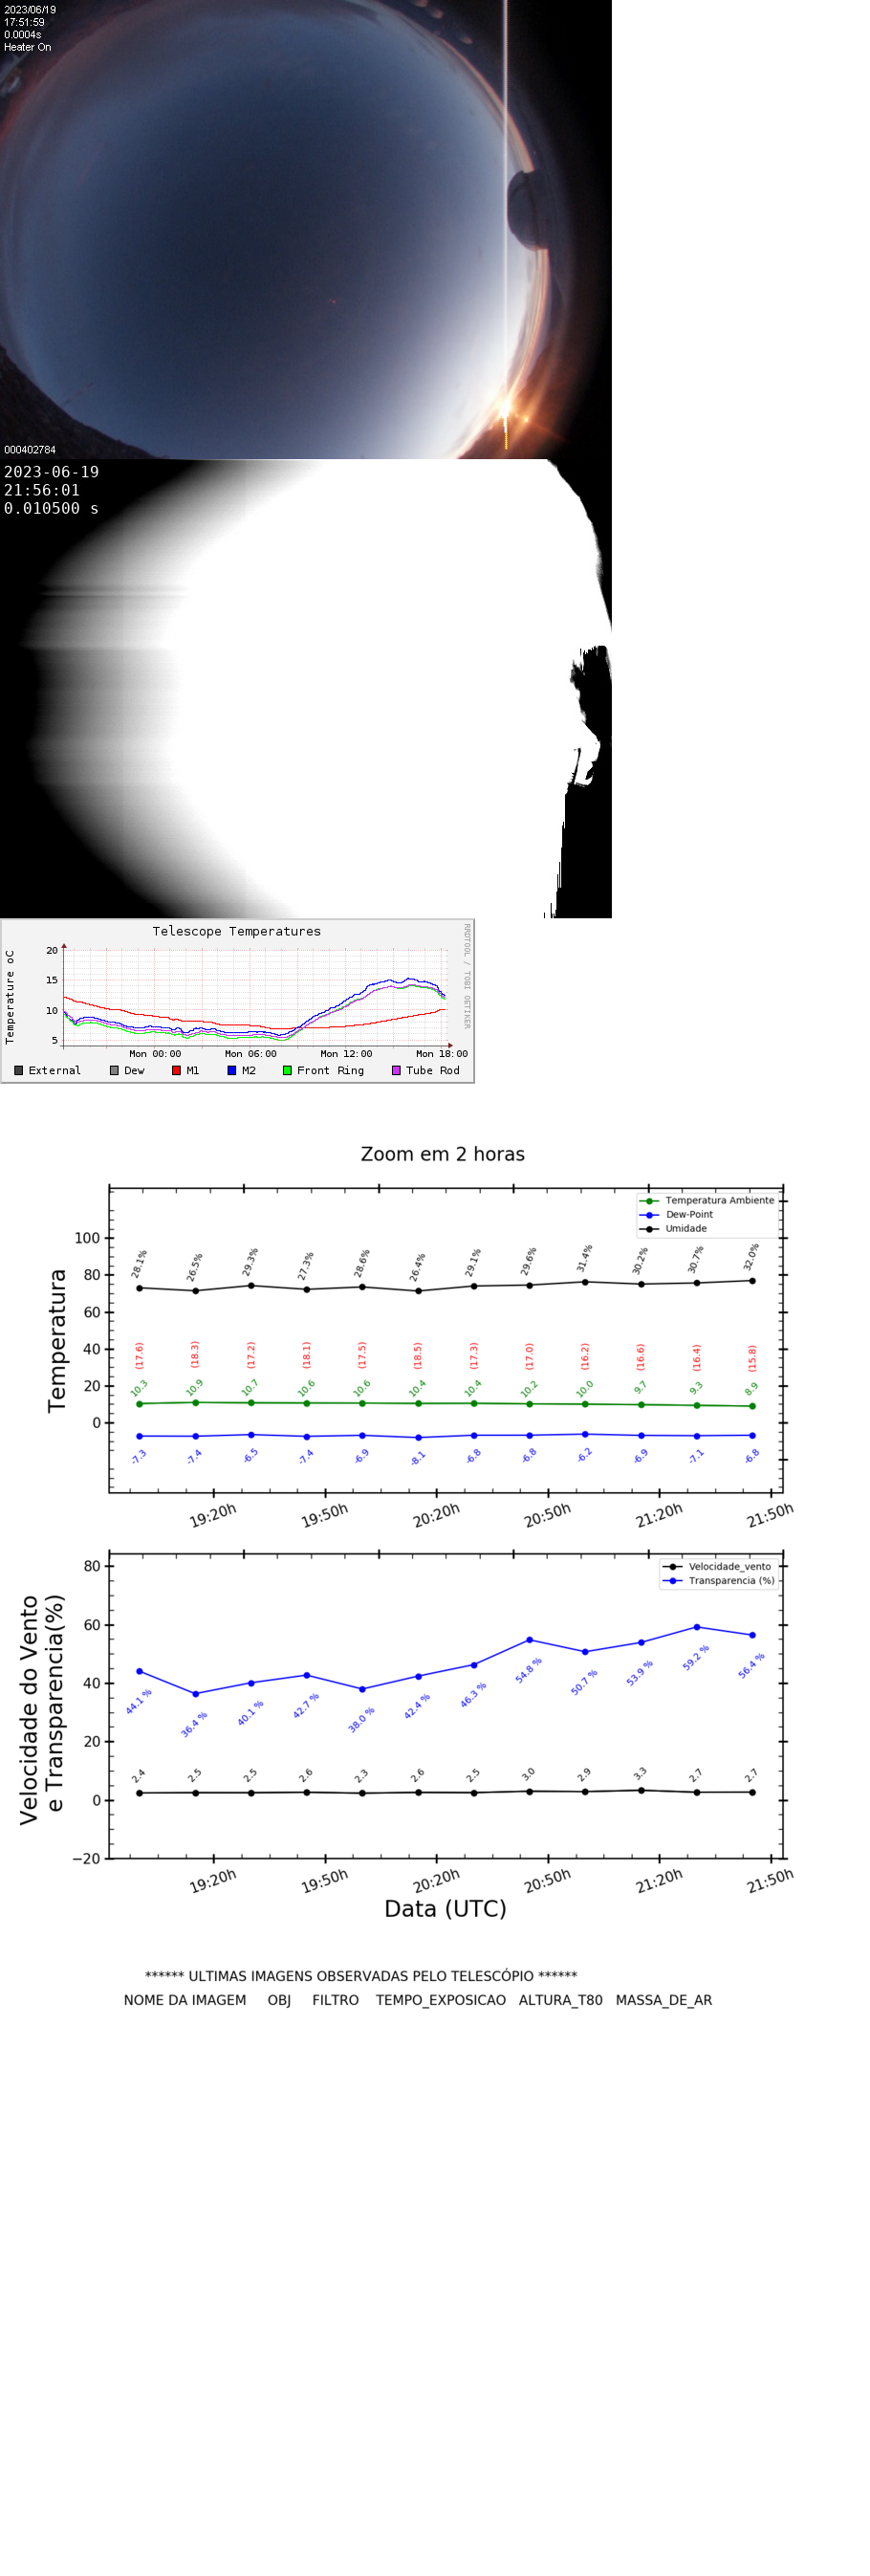 2023/06/19
17:51:59
0.0004s
Heater On
000402784
2023-06-19
21:56:01
0.010500 s
Telescope Temperatures
RRDTOOL / TOBI OETIKER
Temperature oC
20
15
10
5
Mon 00:00 Mon 06:00 Mon 12:00 Mon 18:00
External Dew M1 M2 Front Ring Tube Rod
Zoom em 2 horas
Temperatura Ambiente
Dew-Point
Umidade
Temperatura
100
80
60
40
20
0
28.1% 26.5% 29.3% 27.3% 28.6% 26.4% 29.1% 29.6% 31.4% 30.2% 30.7% 32.0%
(17.6) (18.3) (17.2) (18.1) (17.5) (18.5) (17.3) (17.0) (16.2) (16.6) (16.4) (15.8)
10.3 10.9 10.7 10.6 10.6 10.4 10.4 10.2 10.0 9.7 9.3 8.9
-7.3 -7.4 -6.5 -7.4 -6.9 -8.1 -6.8 -6.8 -6.2 -6.9 -7.1 -6.8
19:20h 19:50h 20:20h 20:50h 21:20h 21:50h
Velocidade_vento
Transparencia (%)
Velocidade do Vento
e Transparencia(%)
80
60
40
20
0
−20
44.1 % 36.4 % 40.1 % 42.7 % 38.0 % 42.4 % 46.3 % 54.8 % 50.7 % 53.9 % 59.2 % 56.4 %
2.4 2.5 2.5 2.6 2.3 2.6 2.5 3.0 2.9 3.3 2.7 2.7
19:20h 19:50h 20:20h 20:50h 21:20h 21:50h
Data (UTC)
****** ULTIMAS IMAGENS OBSERVADAS PELO TELESCÓPIO ******
NOME DA IMAGEM OBJ FILTRO TEMPO_EXPOSICAO ALTURA_T80 MASSA_DE_AR